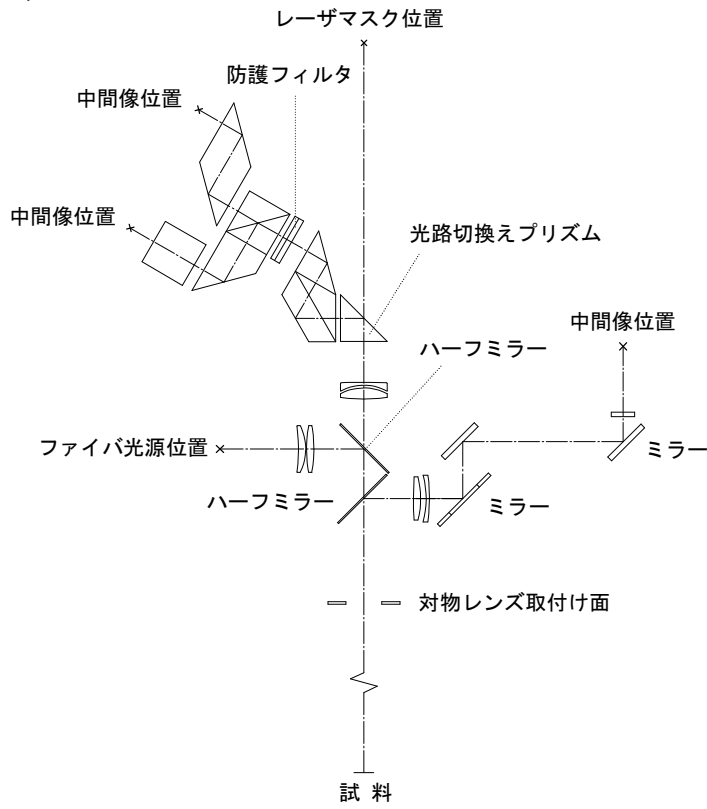 レーザマスク位置
防護フィルタ
中間像位置
中間像位置
光路切換えプリズム
中間像位置
ハーフミラー
ファイバ光源位置
ミラー
ハーフミラー
ミラー
対物レンズ取付け面
試 料